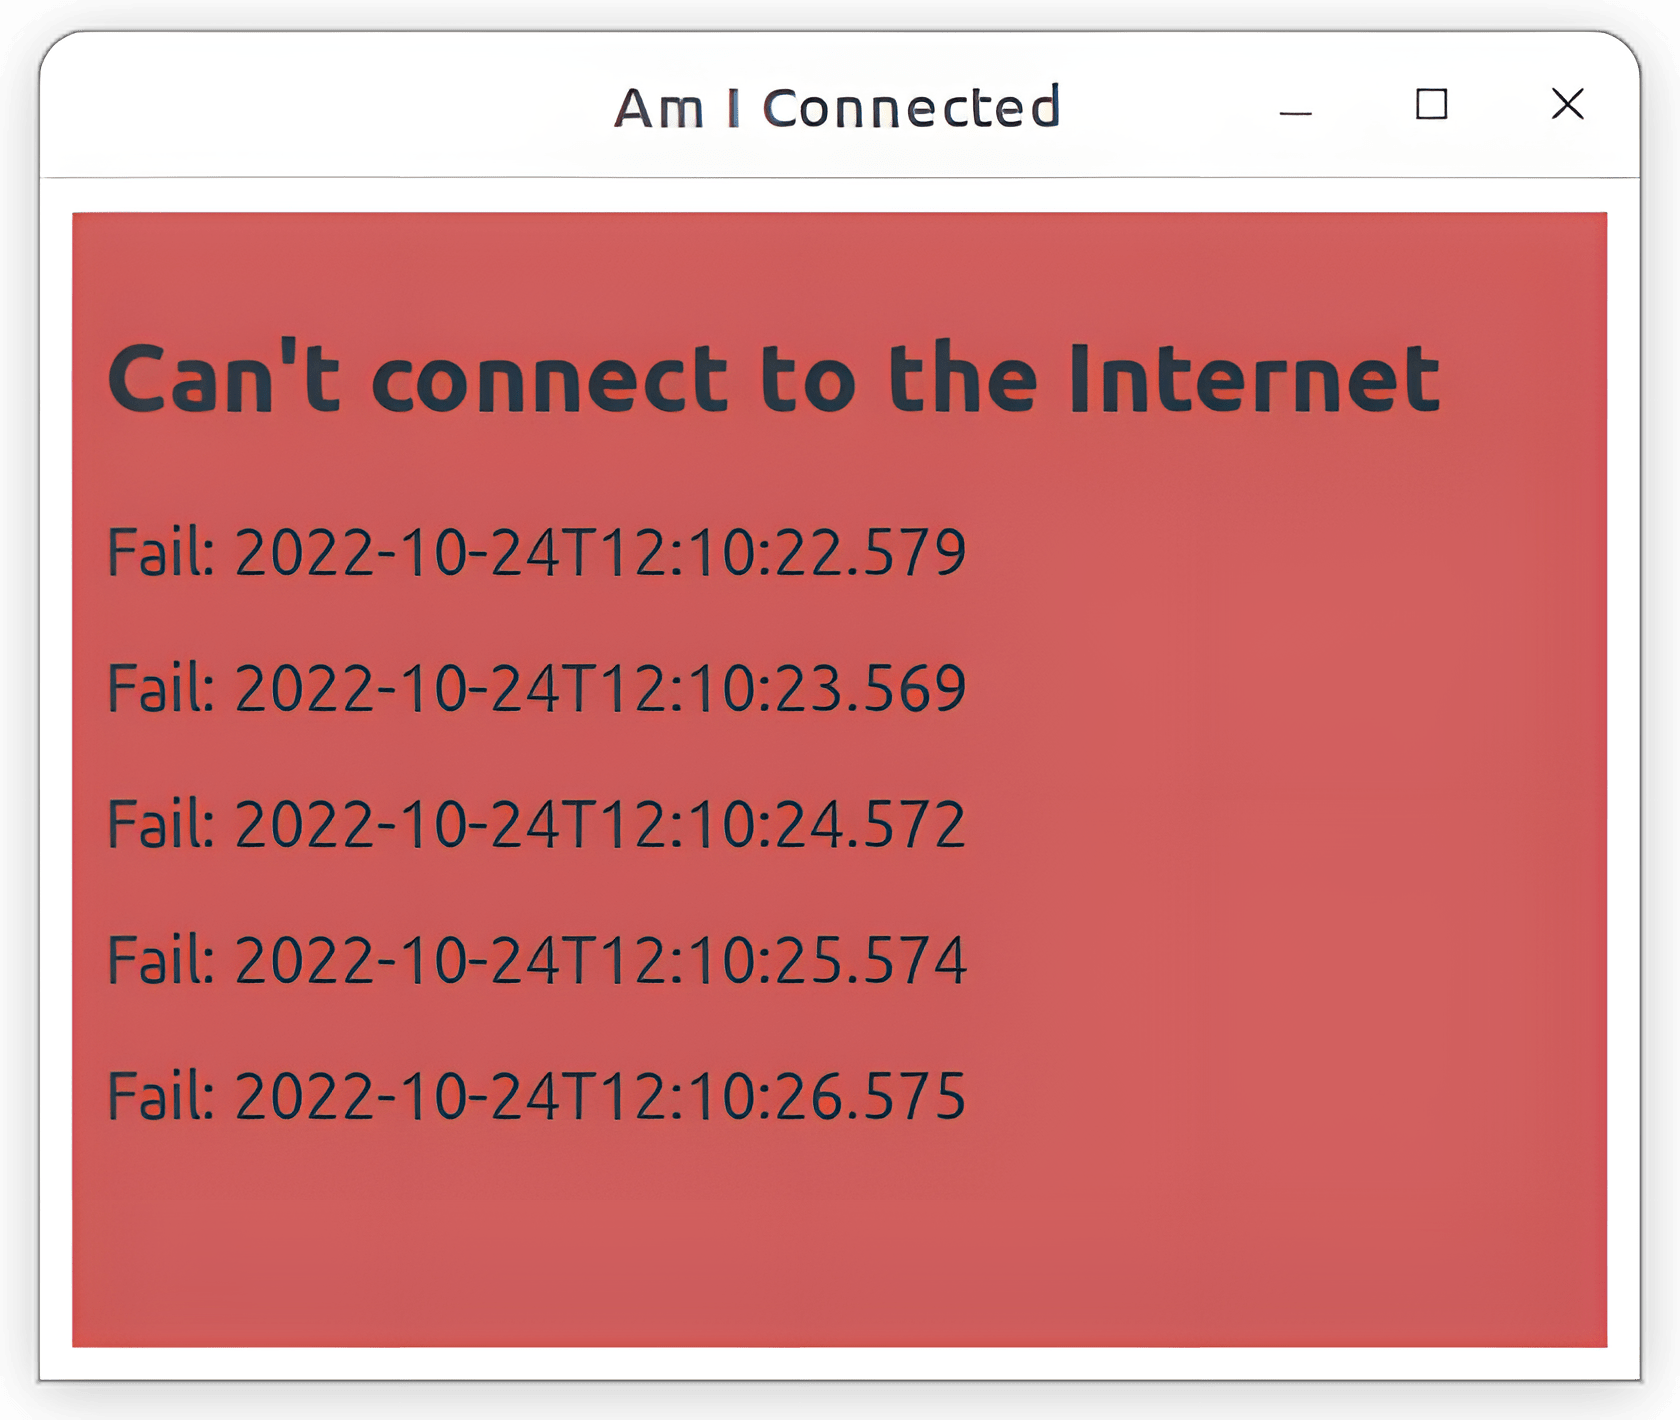 Am I Connected
Can't connect to the Internet
Fail: 2022-10-24T12:10:22.579
Fail: 2022-10-24T12:10:23.569
Fail: 2022-10-24T12:10:24.572
Fail: 2022-10-24T12:10:25.574
Fail: 2022-10-24T12:10:26.575